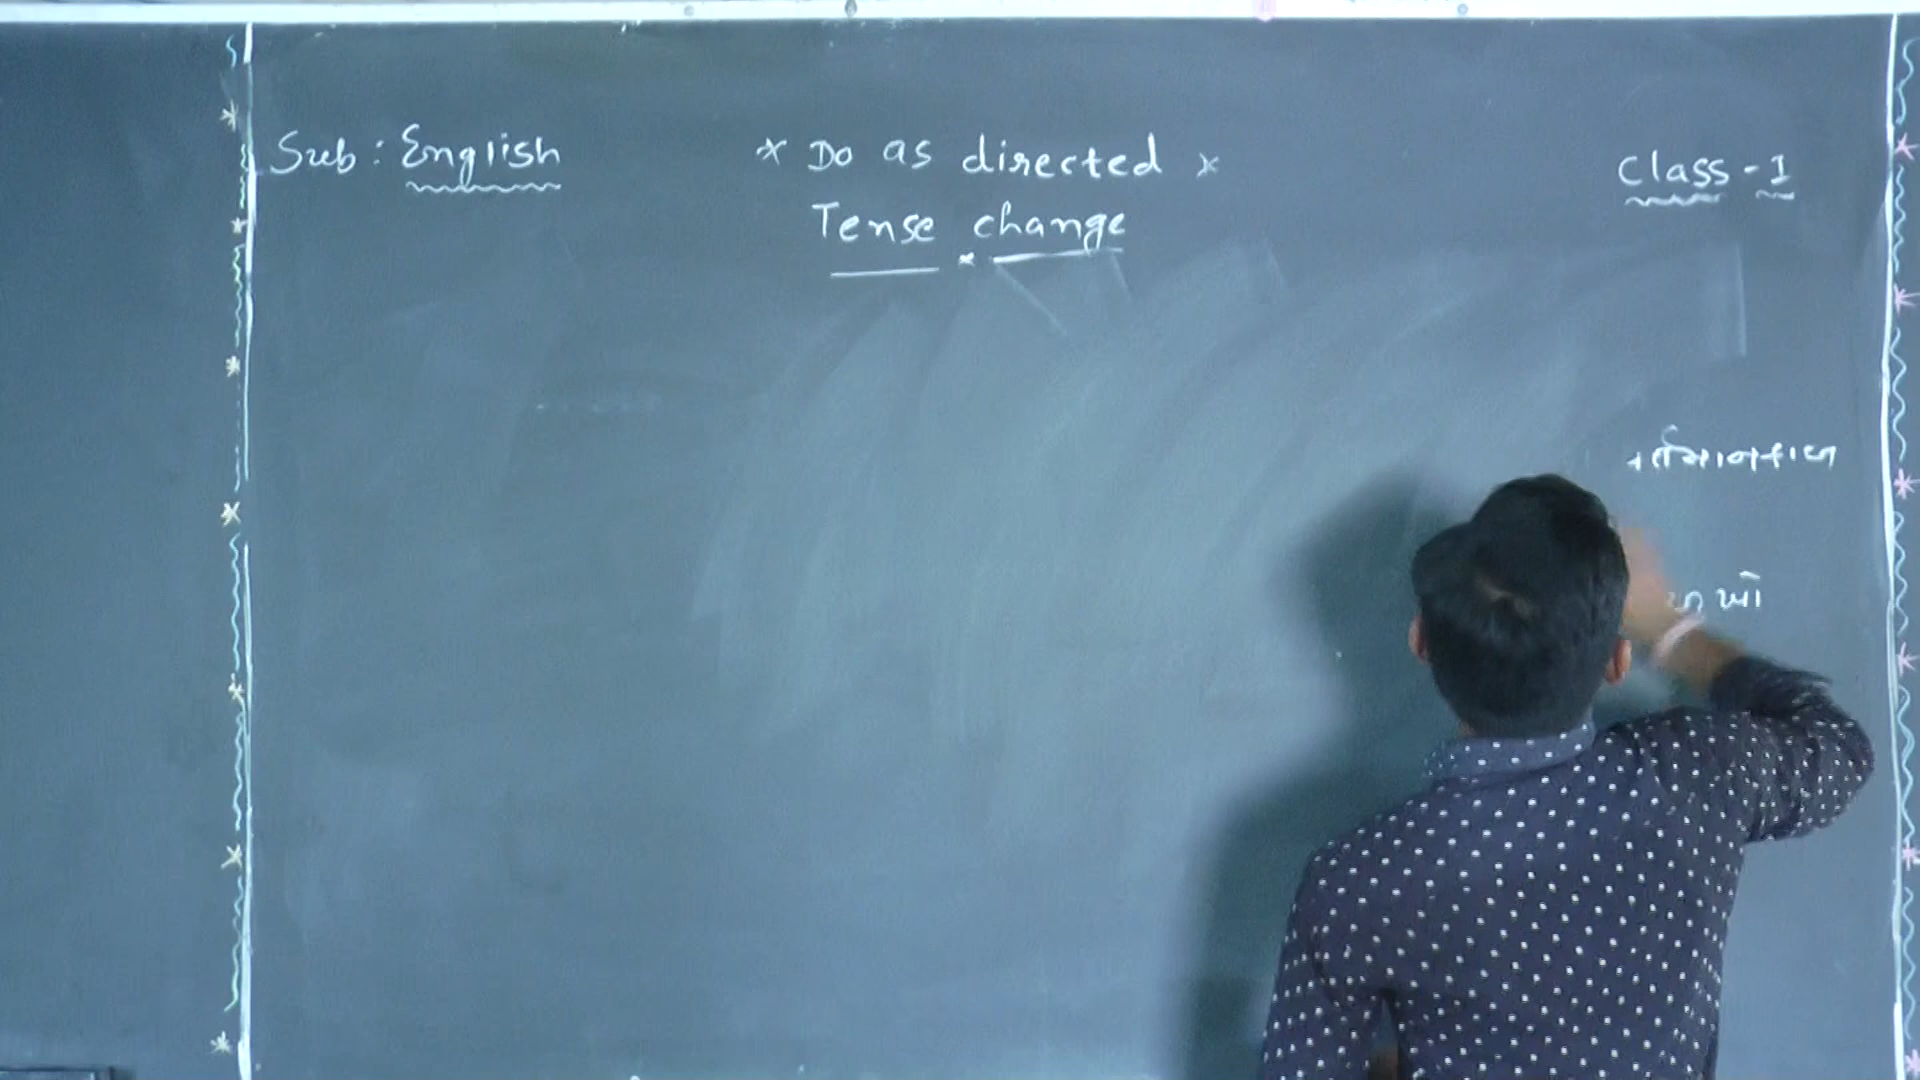 Sub : English
* Do as directed *
Class - I
Tense change